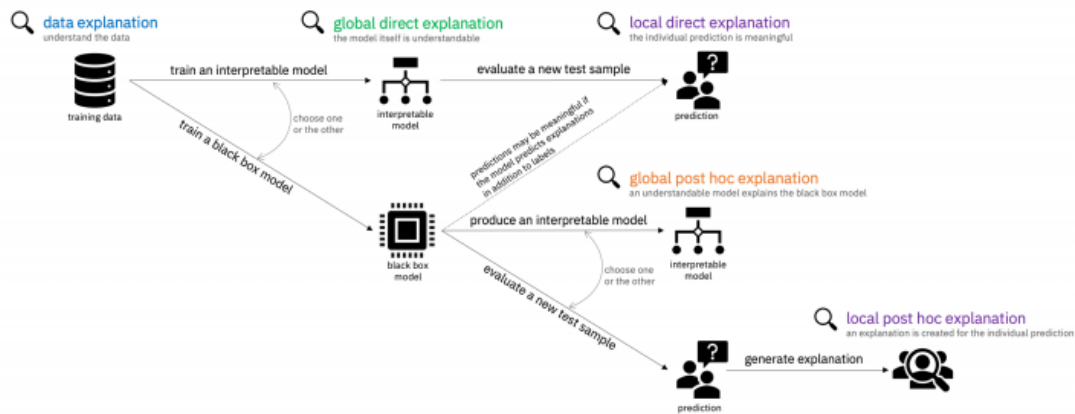 data explanation
understand the data
global direct explanation
the model itself is understandable
local direct explanation
the individual prediction is meaningful
train an interpretable model
evaluate a new test sample
?
training data
choose one
or the other
interpretable
model
prediction
train a black box model
predictions may be meaningful if
the model predicts explanations
in addition to labels
global post hoc explanation
an understandable model explains the black box model
produce an interpretable model
black box
model
choose one
or the other
interpretable
model
evaluate a new test sample
local post hoc explanation
an explanation is created for the individual prediction
?
generate explanation
prediction